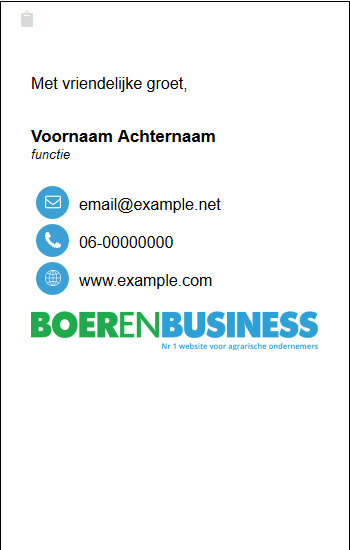 Met vriendelijke groet,
Voornaam Achternaam
functie
email@example.net
06-00000000
www.example.com
BOERENBUSINESS
Nr 1 website voor agrarische ondernemers